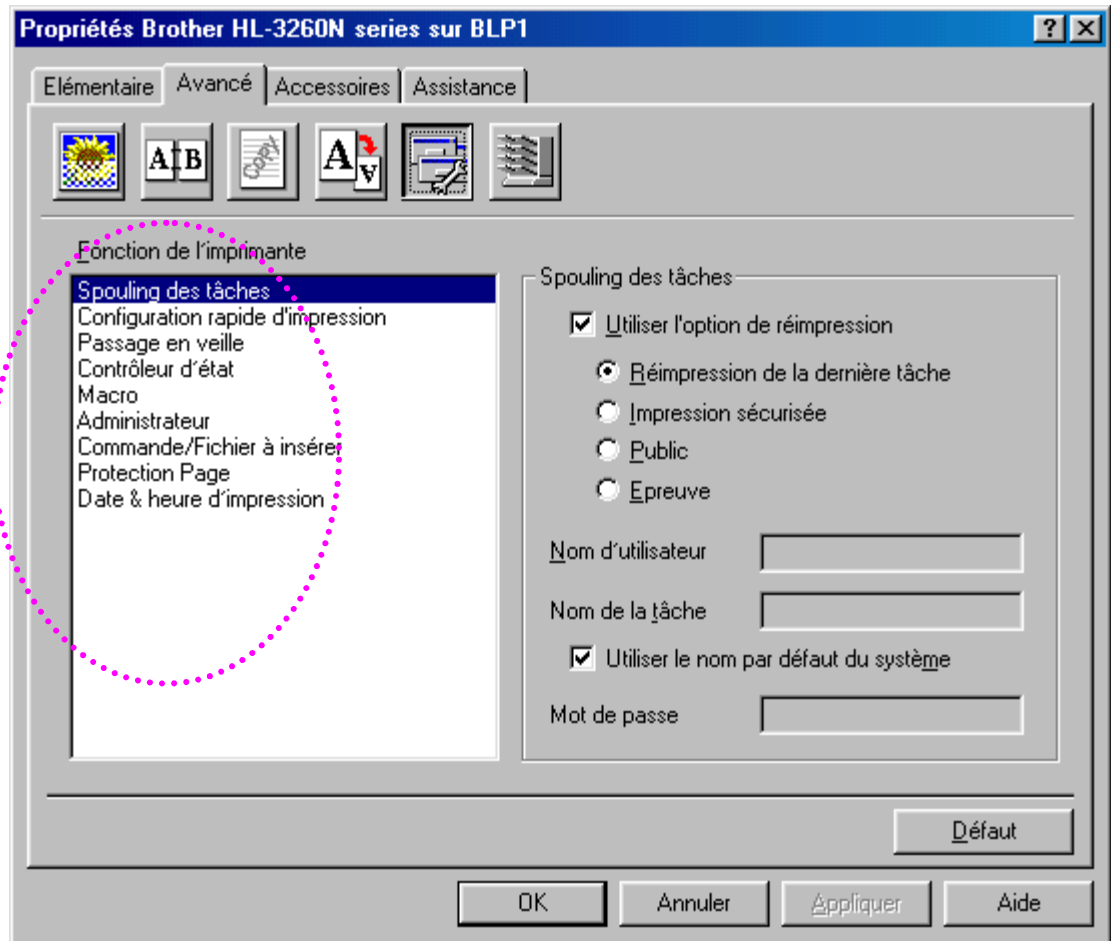 Propriétés Brother HL-3260N series sur BLP1
Elémentaire Avancé Accessoires Assistance
A B
COPY
A A
Fonction de l´imprimante
Spouling des tâches
Configuration rapide d'impression
Passage en veille
Contrôleur d´état
Macro
Administrateur
Commande/Fichier à insérer
Protection Page
Date & heure d´impression
Spouling des tâches
Utiliser l'option de réimpression
Réimpression de la dernière tâche
Impression sécurisée
Public
Epreuve
Nom d´utilisateur
Nom de la tâche
Utiliser le nom par défaut du système
Mot de passe
Défaut
OK Annuler Appliquer Aide